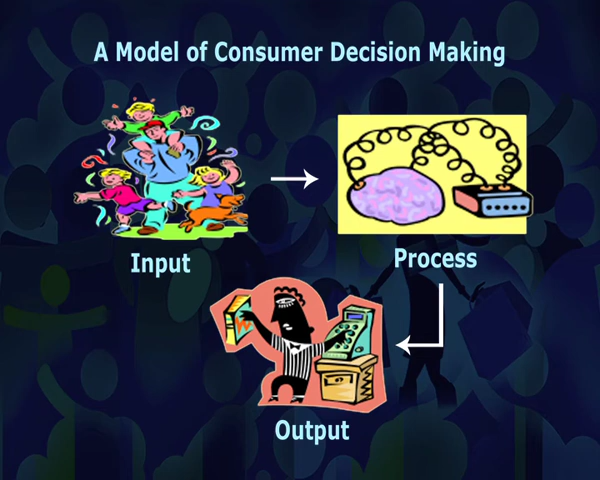 A Model of Consumer Decision Making
Input
Process
Output